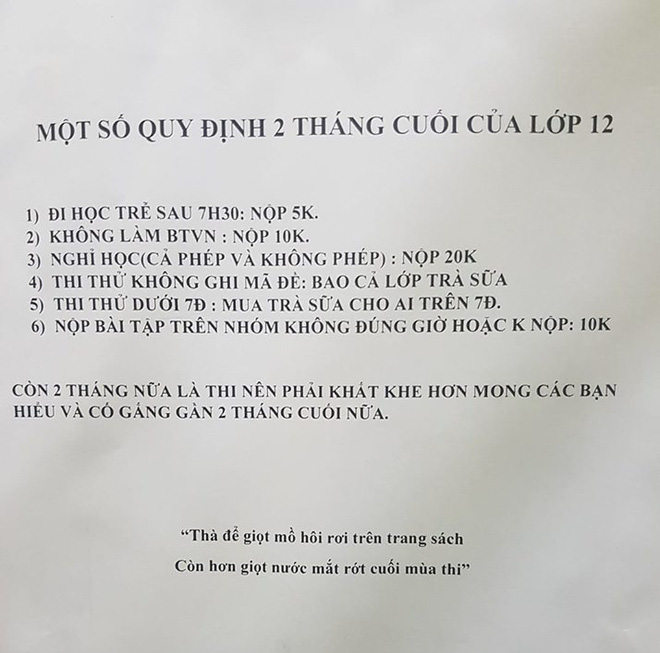 MỘT SỐ QUY ĐỊNH 2 THÁNG CUỐI CỦA LỚP 12
1) ĐI HỌC TRẺ SAU 7H30: NỘP 5K.
2) KHÔNG LÀM BTVN : NỘP 10K.
3) NGHỈ HỌC(CẢ PHÉP VÀ KHÔNG PHÉP) : NỘP 20K
4) THI THỬ KHÔNG GHI MÃ ĐỀ: BAO CẢ LỚP TRÀ SỮA
5) THI THỬ DƯỚI 7Đ : MUA TRÀ SỮA CHO AI TRÊN 7Đ.
6) NỘP BÀI TẬP TRÊN NHÓM KHÔNG ĐÚNG GIỜ HOẶC K NỘP: 10K
CÒN 2 THÁNG NỮA LÀ THI NÊN PHẢI KHẮT KHE HƠN MONG CÁC BẠN
HIỂU VÀ CỐ GẮNG GẦN 2 THÁNG CUỐI NỮA.
“Thà để giọt mồ hôi rơi trên trang sách
Còn hơn giọt nước mắt rớt cuối mùa thi”